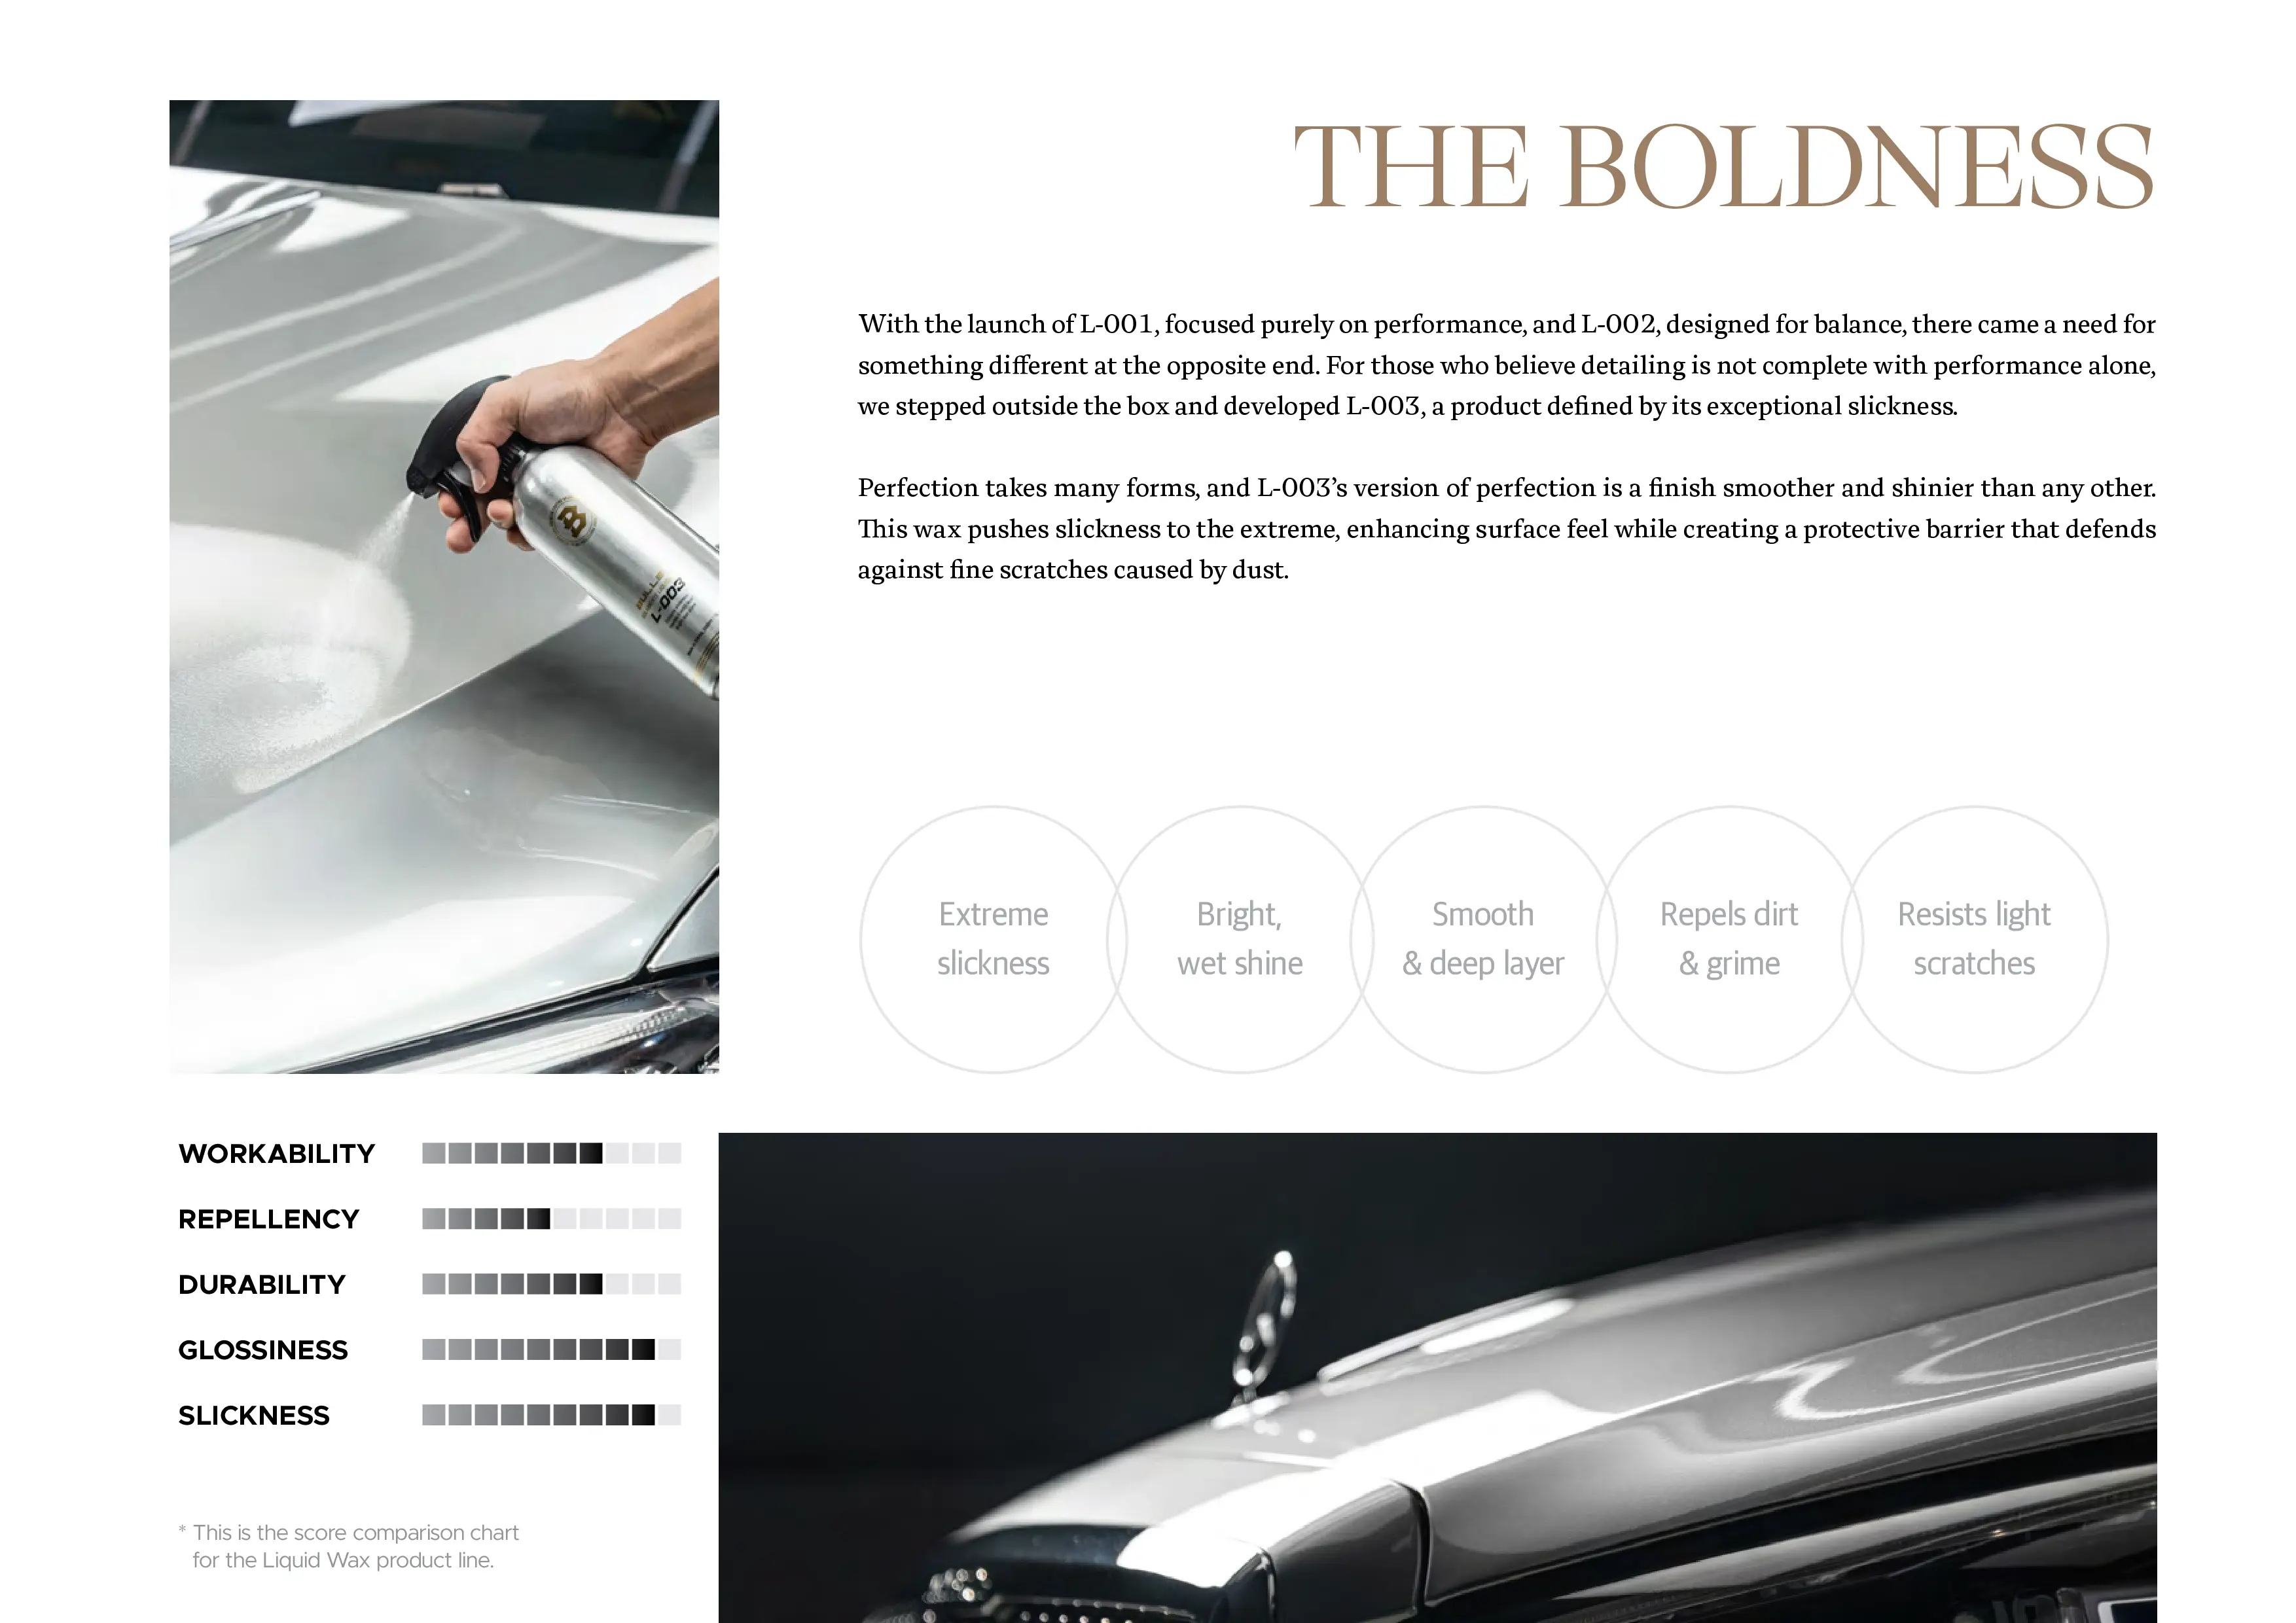 THE BOLDNESS
With the launch of L-001, focused purely on performance, and L-002, designed for balance, there came a need for
something different at the opposite end. For those who believe detailing is not complete with performance alone,
we stepped outside the box and developed L-003, a product defined by its exceptional slickness.
Perfection takes many forms, and L-003’s version of perfection is a finish smoother and shinier than any other.
This wax pushes slickness to the extreme, enhancing surface feel while creating a protective barrier that defends
against fine scratches caused by dust.
B
L-003
Extreme
slickness
Bright,
wet shine
Smooth
& deep layer
Repels dirt
& grime
Resists light
scratches
WORKABILITY
REPELLENCY
DURABILITY
GLOSSINESS
SLICKNESS
* This is the score comparison chart
for the Liquid Wax product line.